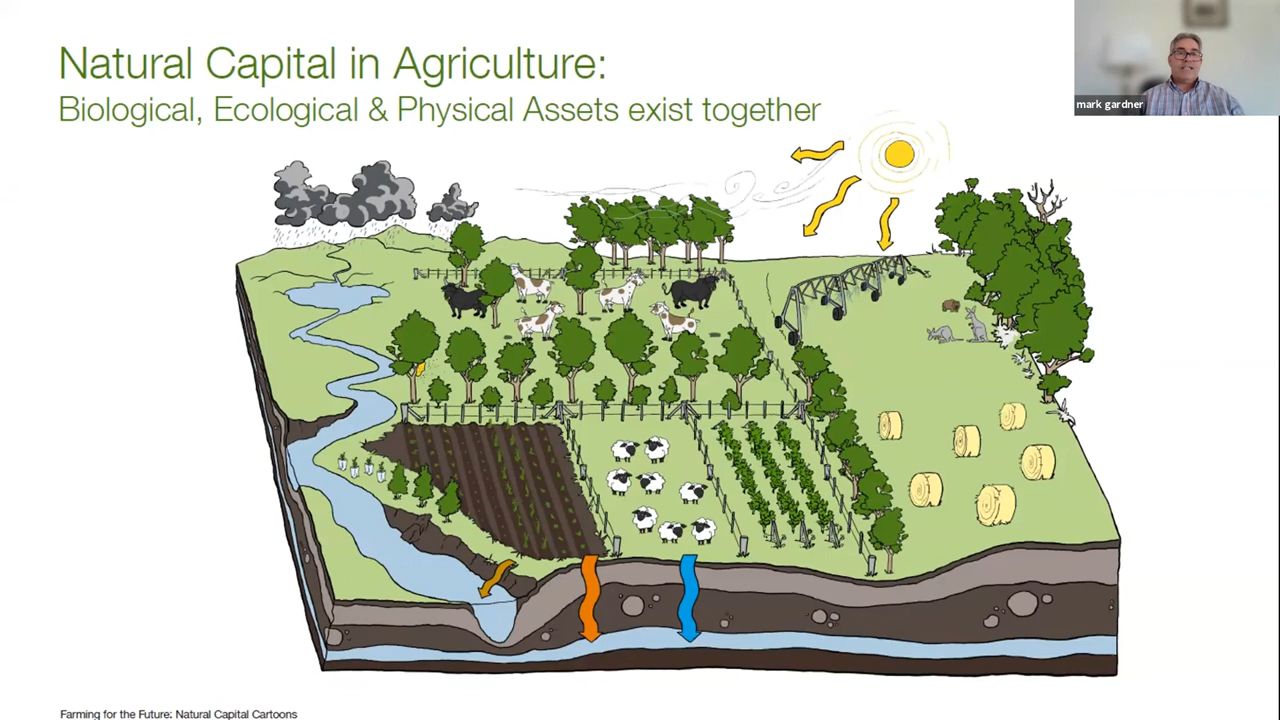 Natural Capital in Agriculture:
Biological, Ecological & Physical Assets exist together
mark gardner
Farming for the Future: Natural Capital Cartoons